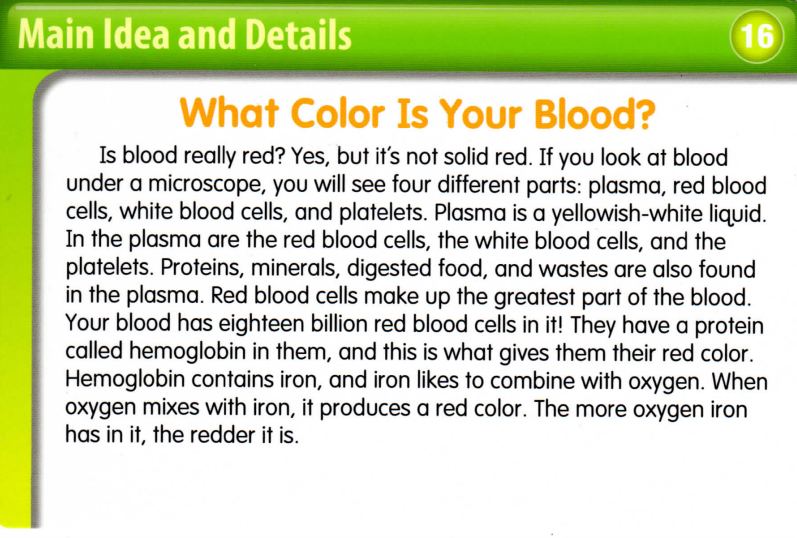 Main Idea and Details
16
What Color Is Your Blood?
Is blood really red? Yes, but it's not solid red. If you look at blood
under a microscope, you will see four different parts: plasma, red blood
cells, white blood cells, and platelets. Plasma is a yellowish-white liquid.
In the plasma are the red blood cells, the white blood cells, and the
platelets. Proteins, minerals, digested food, and wastes are also found
in the plasma. Red blood cells make up the greatest part of the blood.
Your blood has eighteen billion red blood cells in it! They have a protein
called hemoglobin in them, and this is what gives them their red color.
Hemoglobin contains iron, and iron likes to combine with oxygen. When
oxygen mixes with iron, it produces a red color. The more oxygen iron
has in it, the redder it is.